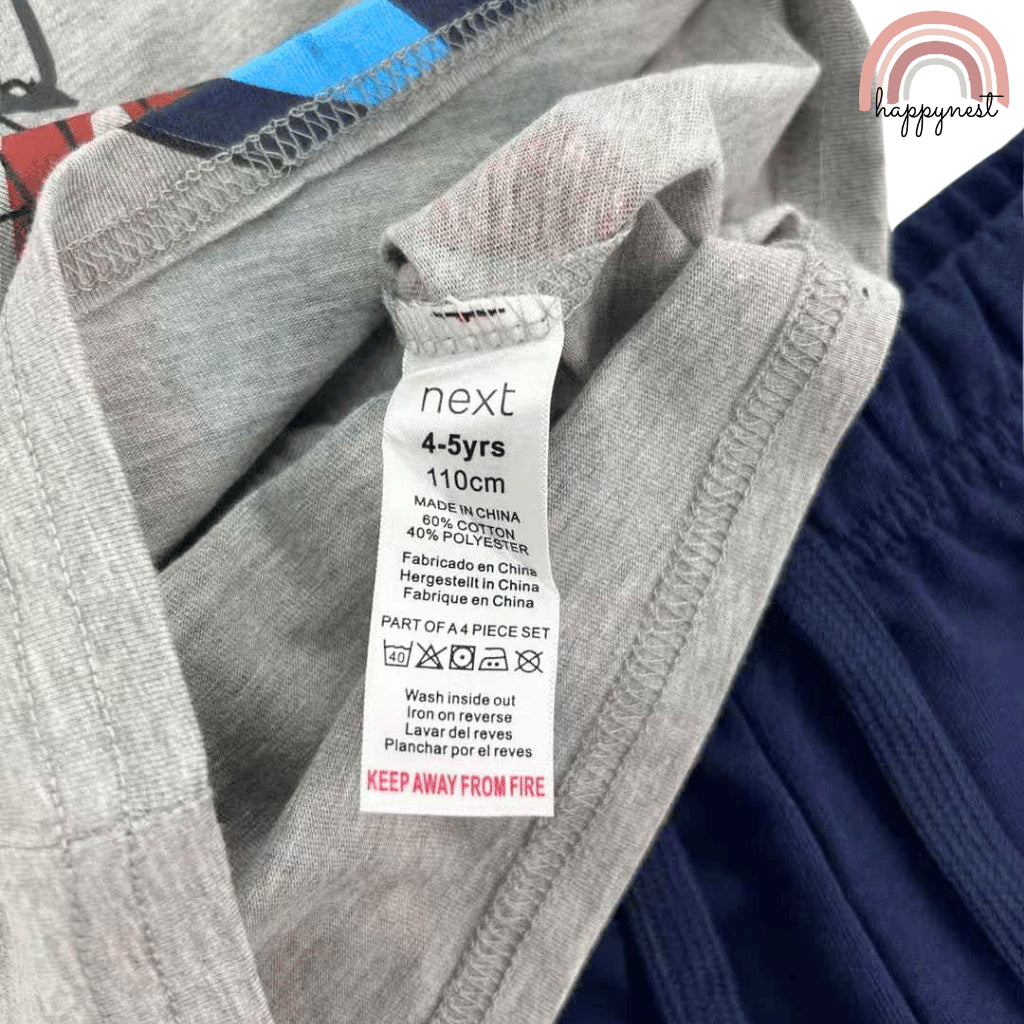 happynest
next
4-5yrs
110cm
MADE IN CHINA
60% COTTON
40% POLYESTER
Fabricado en China
Hergestellt in China
Fabrique en China
PART OF A 4 PIECE SET
40
Wash inside out
Iron on reverse
Lavar del reves
Planchar por el reves
KEEP AWAY FROM FIRE